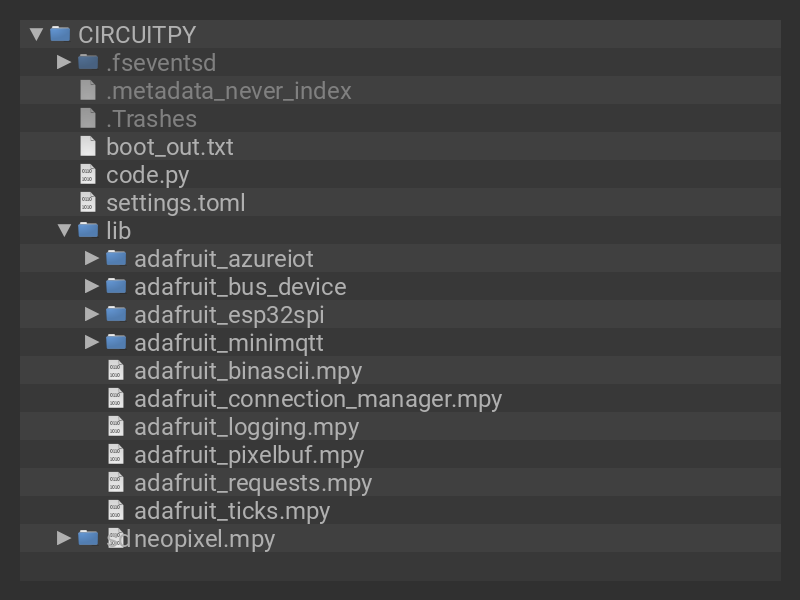 CIRCUITPY
.fseventsd
.metadata_never_index
.Trashes
boot_out.txt
code.py
settings.toml
lib
adafruit_azureiot
adafruit_bus_device
adafruit_esp32spi
adafruit_minimqtt
adafruit_binascii.mpy
adafruit_connection_manager.mpy
adafruit_logging.mpy
adafruit_pixelbuf.mpy
adafruit_requests.mpy
adafruit_ticks.mpy
sd neopixel.mpy